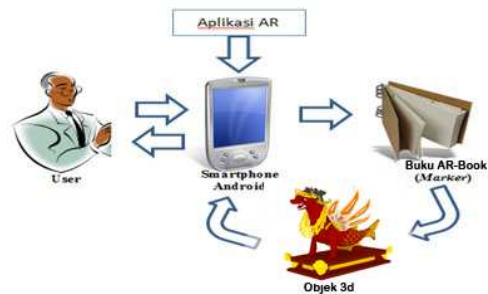 Aplikasi AR
User
Smartphone
Android
Buku AR-Book
(Marker)
Objek 3d